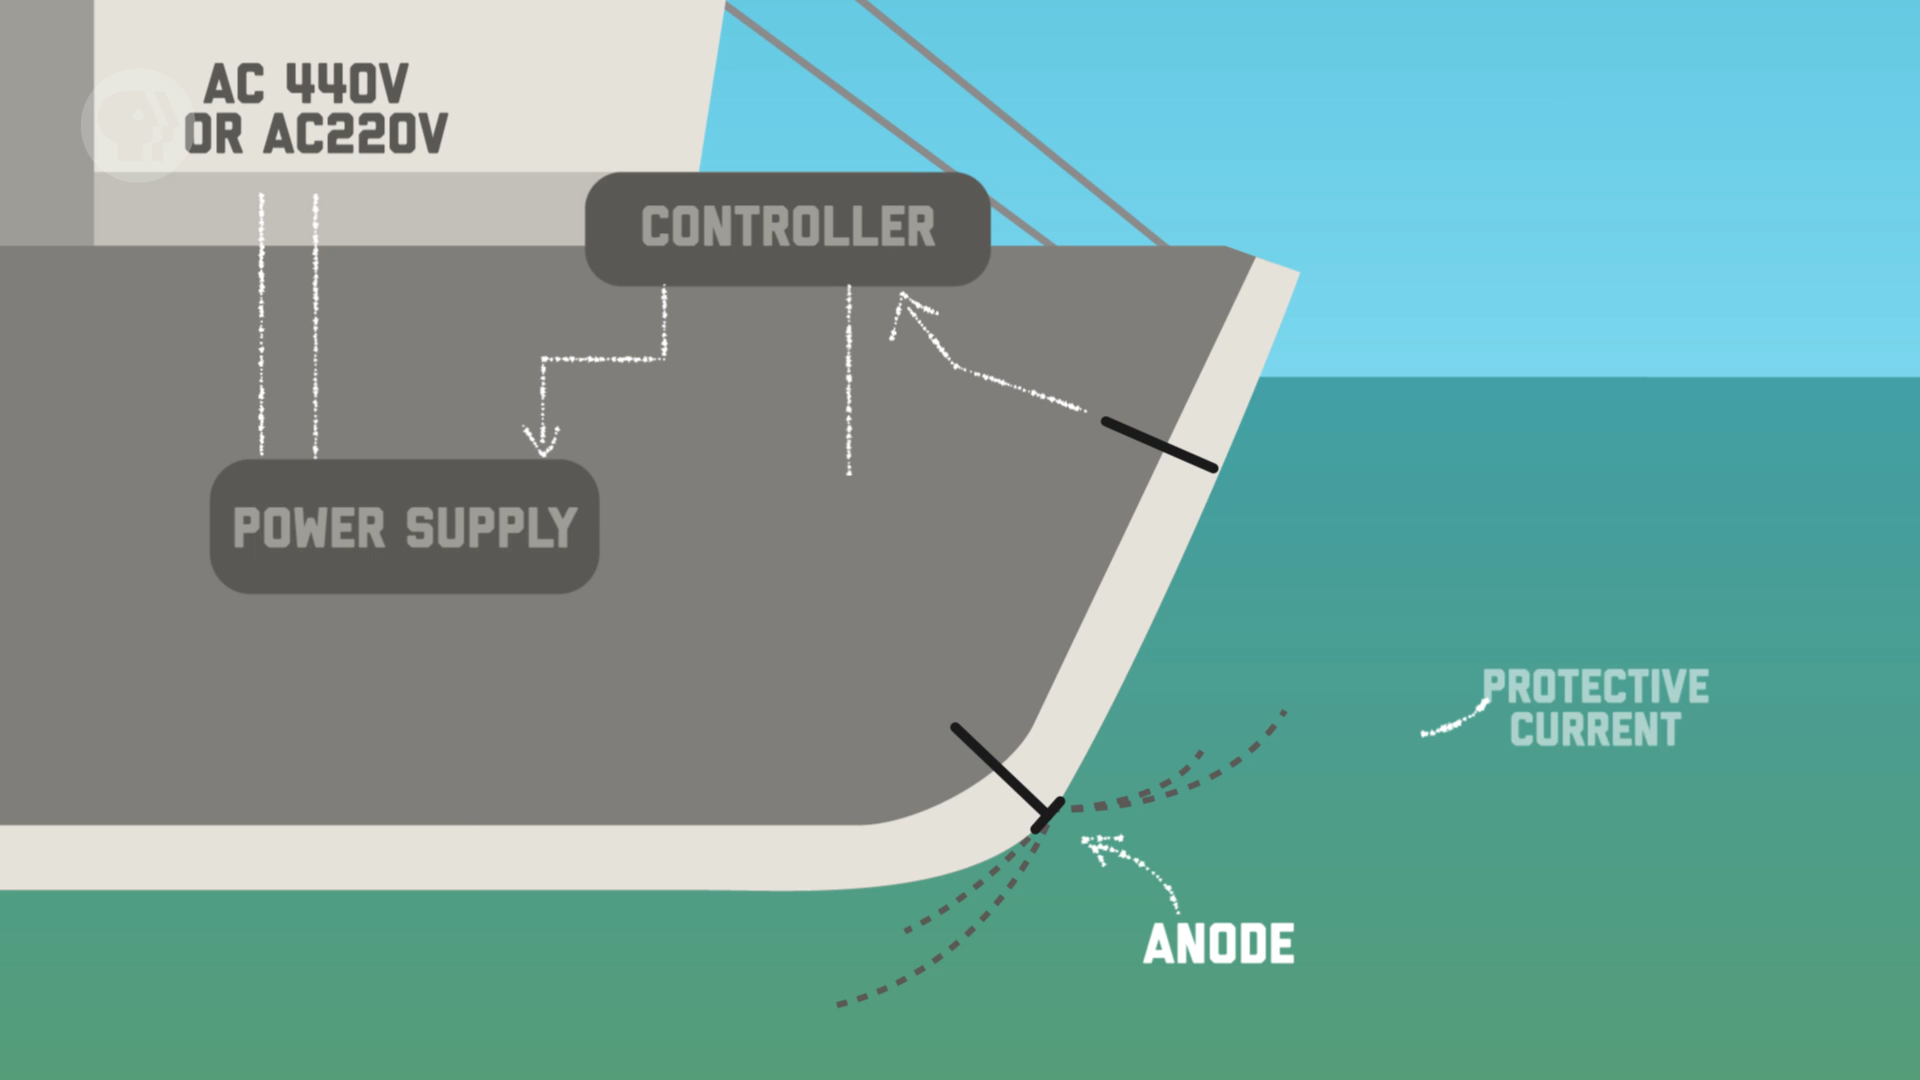 AC 440V
OR AC220V
CONTROLLER
POWER SUPPLY
PROTECTIVE
CURRENT
ANODE